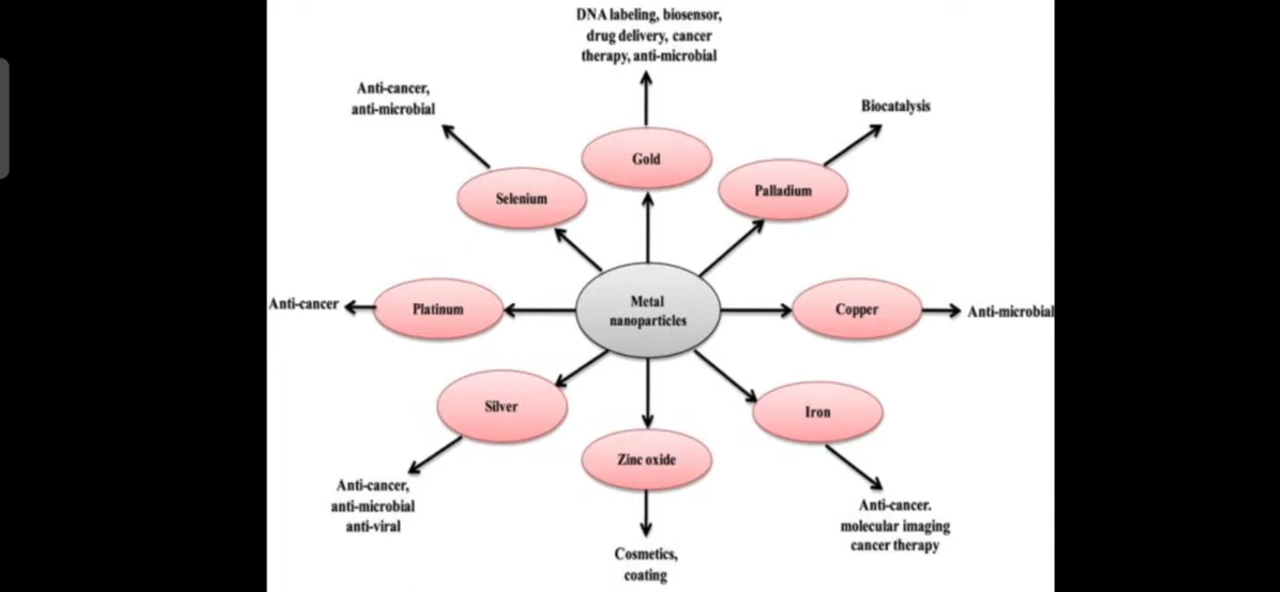 DNA labeling, biosensor,
drug delivery, cancer
therapy, anti-microbial
Anti-cancer,
anti-microbial
Biocatalysis
Gold
Selenium
Palladium
Anti-cancer
Platinum
Metal
nanoparticles
Copper
Anti-microbial
Silver
Iron
Zinc oxide
Anti-cancer,
anti-microbial
anti-viral
Anti-cancer.
molecular imaging
cancer therapy
Cosmetics,
coating